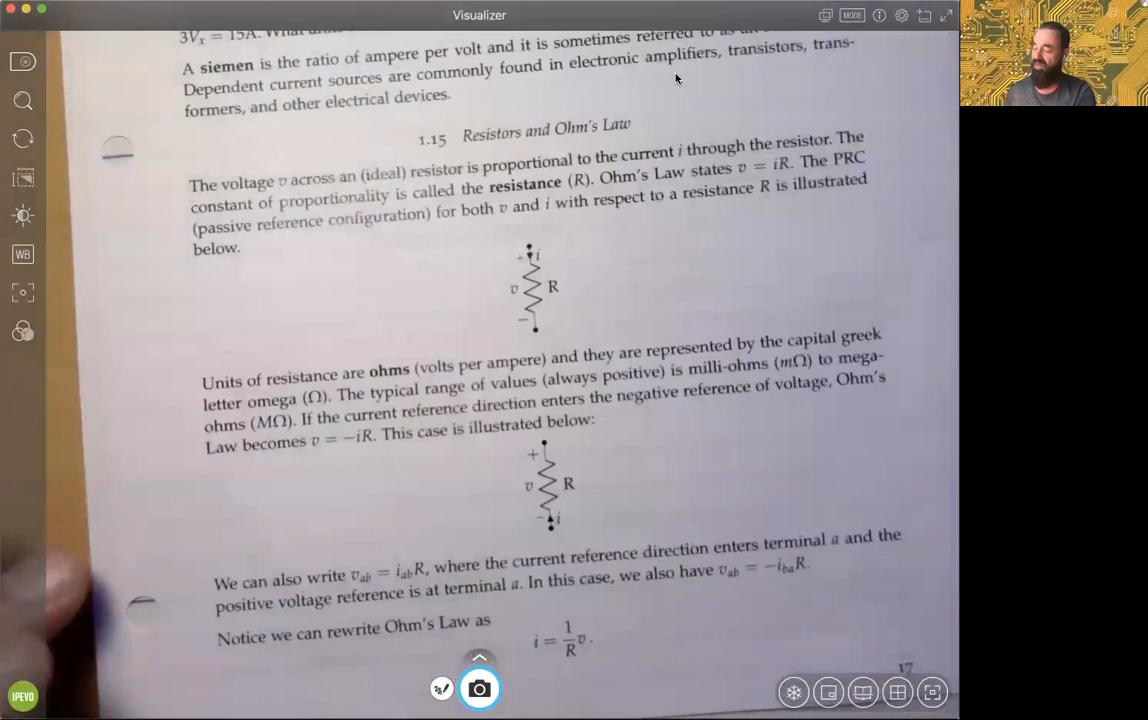 Visualizer
MODE
3Vx = 15A. What
A siemen is the ratio of ampere per volt and it is sometimes referred to as
Dependent current sources are commonly found in electronic amplifiers, transistors, trans-
formers, and other electrical devices.
1.15 Resistors and Ohm's Law
The voltage v across an (ideal) resistor is proportional to the current i through the resistor. The
constant of proportionality is called the resistance (R). Ohm's Law states v = iR. The PRC
(passive reference configuration) for both v and i with respect to a resistance R is illustrated
below.
+ i
v R
−
Units of resistance are ohms (volts per ampere) and they are represented by the capital greek
letter omega (Ω). The typical range of values (always positive) is milli-ohms (mΩ) to mega-
ohms (MΩ). If the current reference direction enters the negative reference of voltage, Ohm's
Law becomes v = −iR. This case is illustrated below:
+
v R
− i
We can also write vab = iabR, where the current reference direction enters terminal a and the
positive voltage reference is at terminal a. In this case, we also have vab = −ibaR.
Notice we can rewrite Ohm's Law as
i = 1/R v.
17
WB
IPEVO